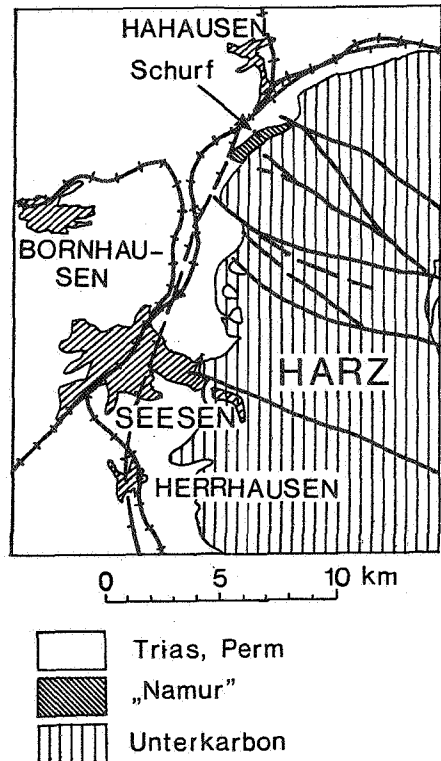 HAHAUSEN
Schurf
BORNHAU-
SEN
HARZ
SEESEN
HERRHAUSEN
0 5 10 km
Trias, Perm
„Namur”
Unterkarbon